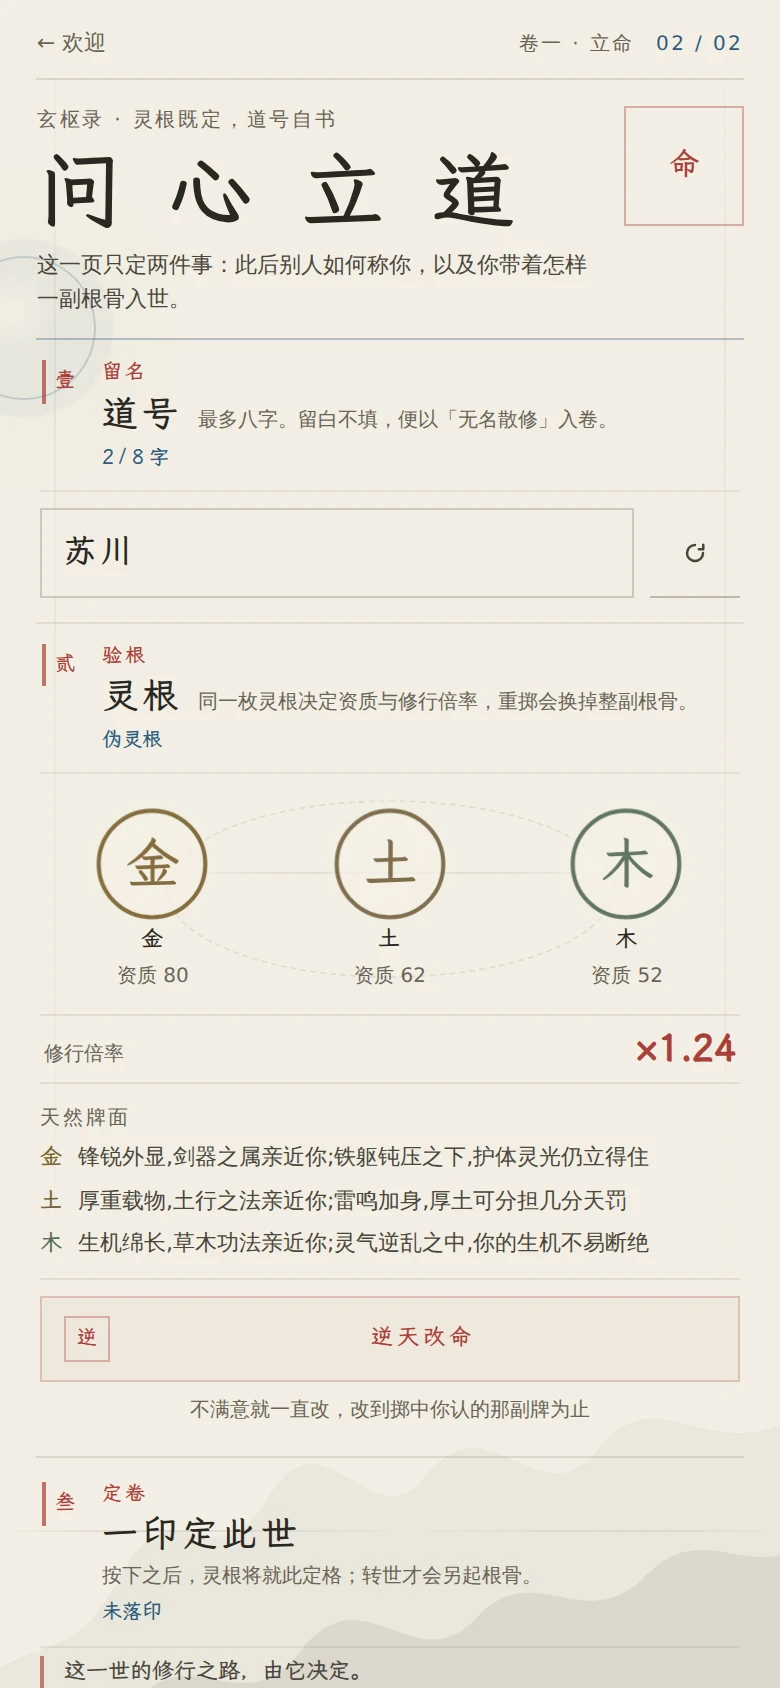 ← 欢迎
卷一 · 立命 02 / 02
玄枢录 · 灵根既定，道号自书
命
问心立道
这一页只定两件事：此后别人如何称你，以及你带着怎样
一副根骨入世。
壹
留名
道号 最多八字。留白不填，便以「无名散修」入卷。
2 / 8 字
苏川
贰
验根
灵根 同一枚灵根决定资质与修行倍率，重掷会换掉整副根骨。
伪灵根
金 土 木
金 土 木
资质 80 资质 62 资质 52
修行倍率 ×1.24
天然牌面
金 锋锐外显,剑器之属亲近你;铁躯钝压之下,护体灵光仍立得住
土 厚重载物,土行之法亲近你;雷鸣加身,厚土可分担几分天罚
木 生机绵长,草木功法亲近你;灵气逆乱之中,你的生机不易断绝
逆 逆天改命
不满意就一直改，改到掷中你认的那副牌为止
叁
定卷
一印定此世
按下之后，灵根将就此定格；转世才会另起根骨。
未落印
这一世的修行之路，由它决定。